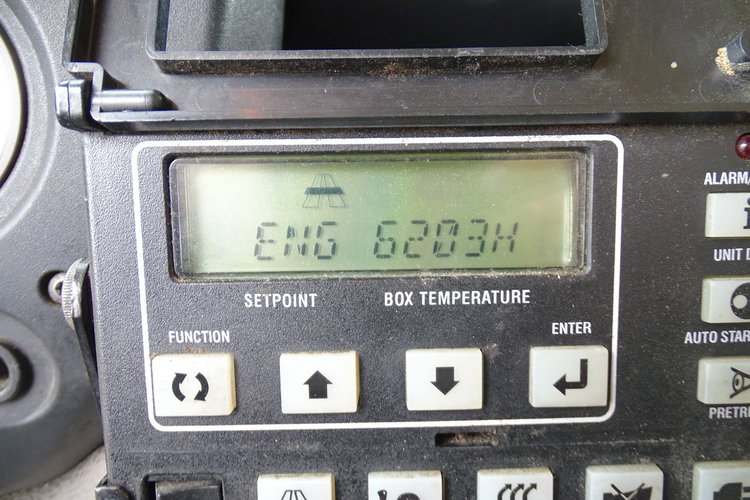 ENG 6203H
SETPOINT BOX TEMPERATURE
FUNCTION
ENTER
ALARM
i
UNIT
AUTO STAR
PRETR